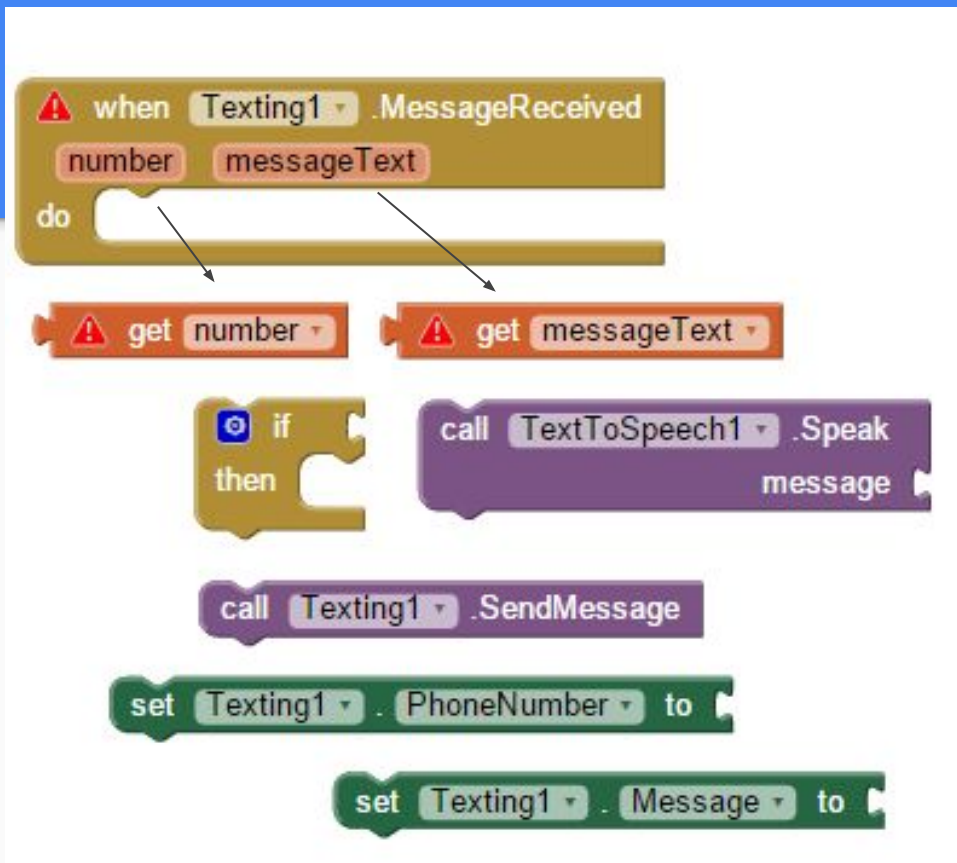 when Texting1 .MessageReceived
number messageText
do
get number get messageText
if
then
call TextToSpeech1 .Speak
message
call Texting1 .SendMessage
set Texting1 . PhoneNumber to
set Texting1 . Message to